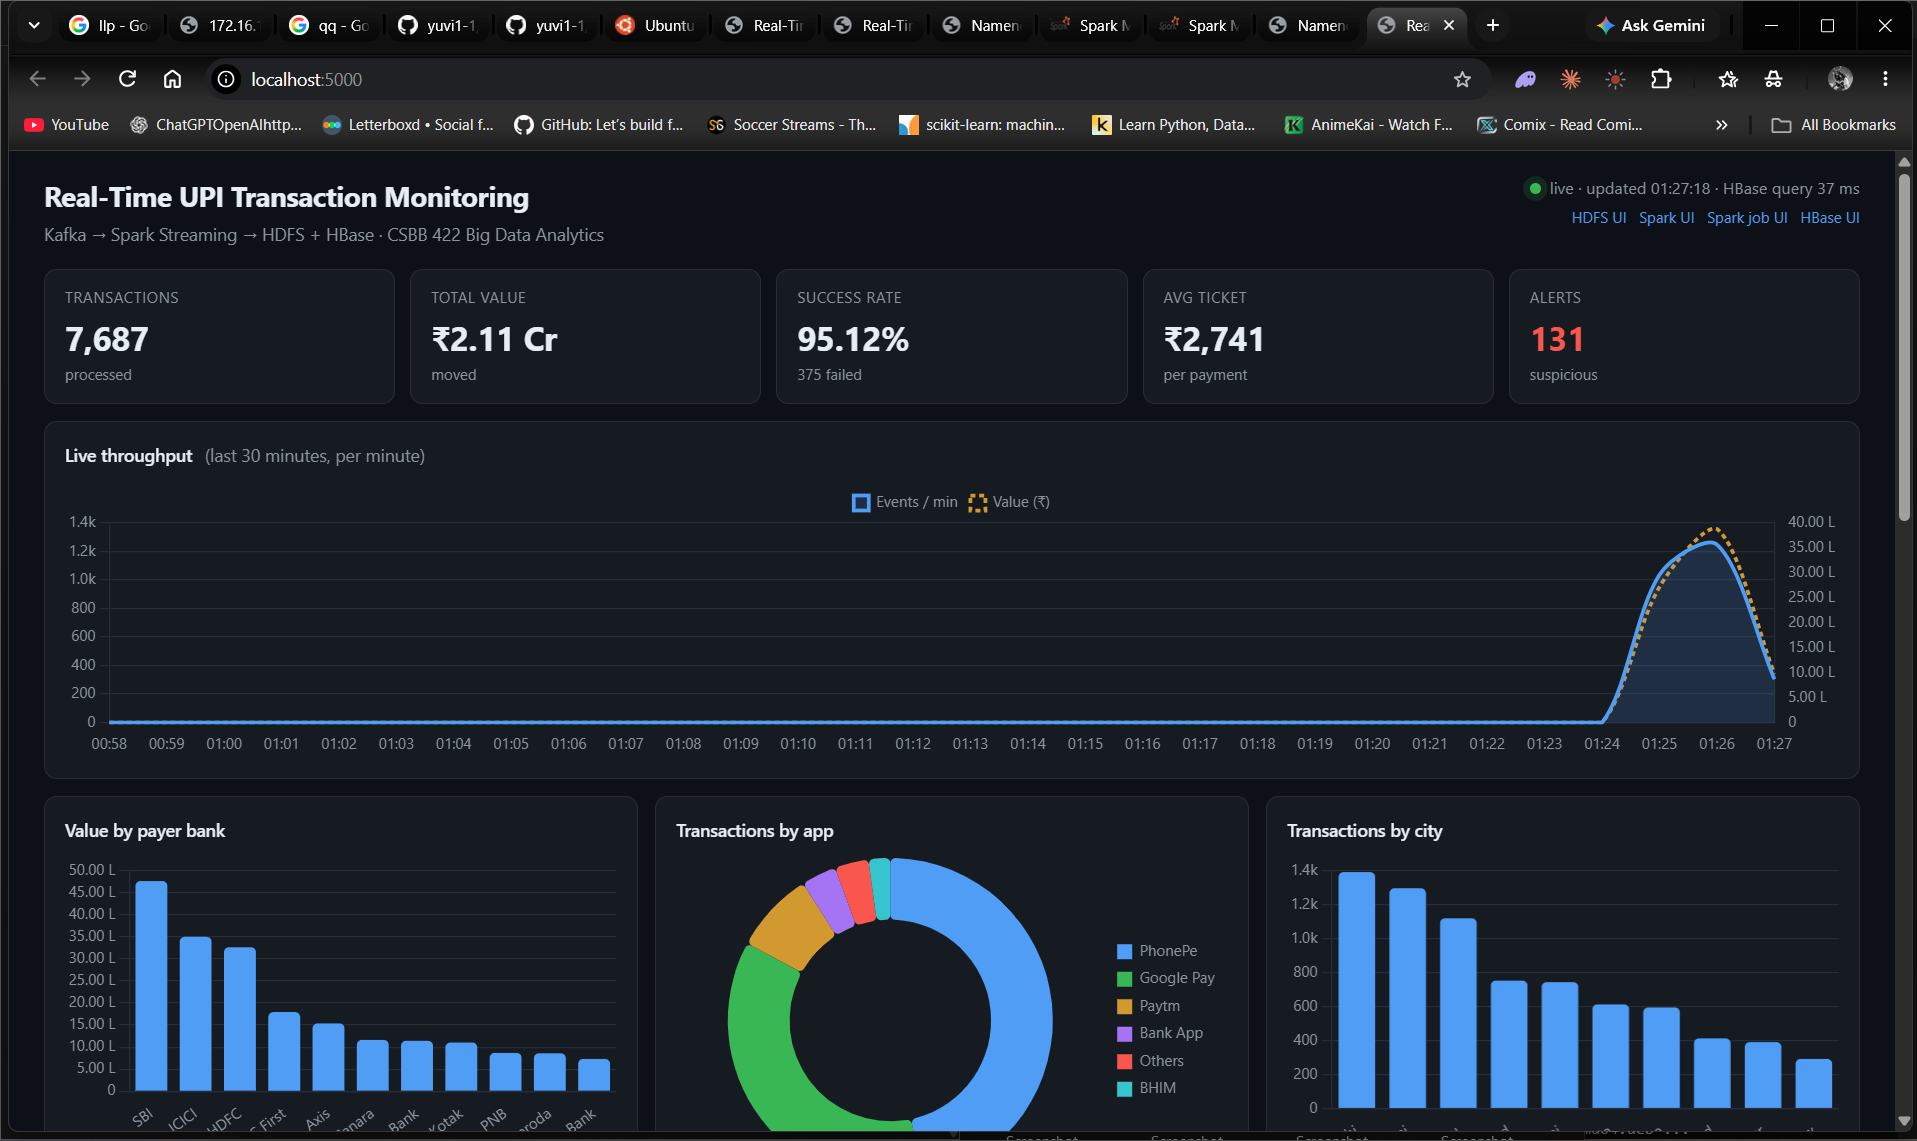 llp - Go
172.16.1
qq - Go
yuvi1-1
yuvi1-1
Ubuntu
Real-Tim
Real-Tim
Namen
Spark M
Spark M
Namen
Rea
Ask Gemini
localhost:5000
YouTube
ChatGPTOpenAIhttp...
Letterboxd • Social f...
GitHub: Let's build f...
Soccer Streams - Th...
scikit-learn: machin...
Learn Python, Data...
AnimeKai - Watch F...
Comix - Read Comi...
All Bookmarks
Real-Time UPI Transaction Monitoring
live · updated 01:27:18 · HBase query 37 ms
Kafka → Spark Streaming → HDFS + HBase · CSBB 422 Big Data Analytics
HDFS UI Spark UI Spark job UI HBase UI
TRANSACTIONS
7,687
processed
TOTAL VALUE
₹2.11 Cr
moved
SUCCESS RATE
95.12%
375 failed
AVG TICKET
₹2,741
per payment
ALERTS
131
suspicious
Live throughput (last 30 minutes, per minute)
Events / min Value (₹)
1.4k
1.2k
1.0k
800
600
400
200
0
40.00 L
35.00 L
30.00 L
25.00 L
20.00 L
15.00 L
10.00 L
5.00 L
0
00:58 00:59 01:00 01:01 01:02 01:03 01:04 01:05 01:06 01:07 01:08 01:09 01:10 01:11 01:12 01:13 01:14 01:15 01:16 01:17 01:18 01:19 01:20 01:21 01:22 01:23 01:24 01:25 01:26 01:27
Value by payer bank
50.00 L
45.00 L
40.00 L
35.00 L
30.00 L
25.00 L
20.00 L
15.00 L
10.00 L
5.00 L
0
SBI
ICICI
HDFC
First
Axis
anara
Bank
Kotak
PNB
roda
Bank
Transactions by app
PhonePe
Google Pay
Paytm
Bank App
Others
BHIM
Transactions by city
1.4k
1.2k
1.0k
800
600
400
200
0